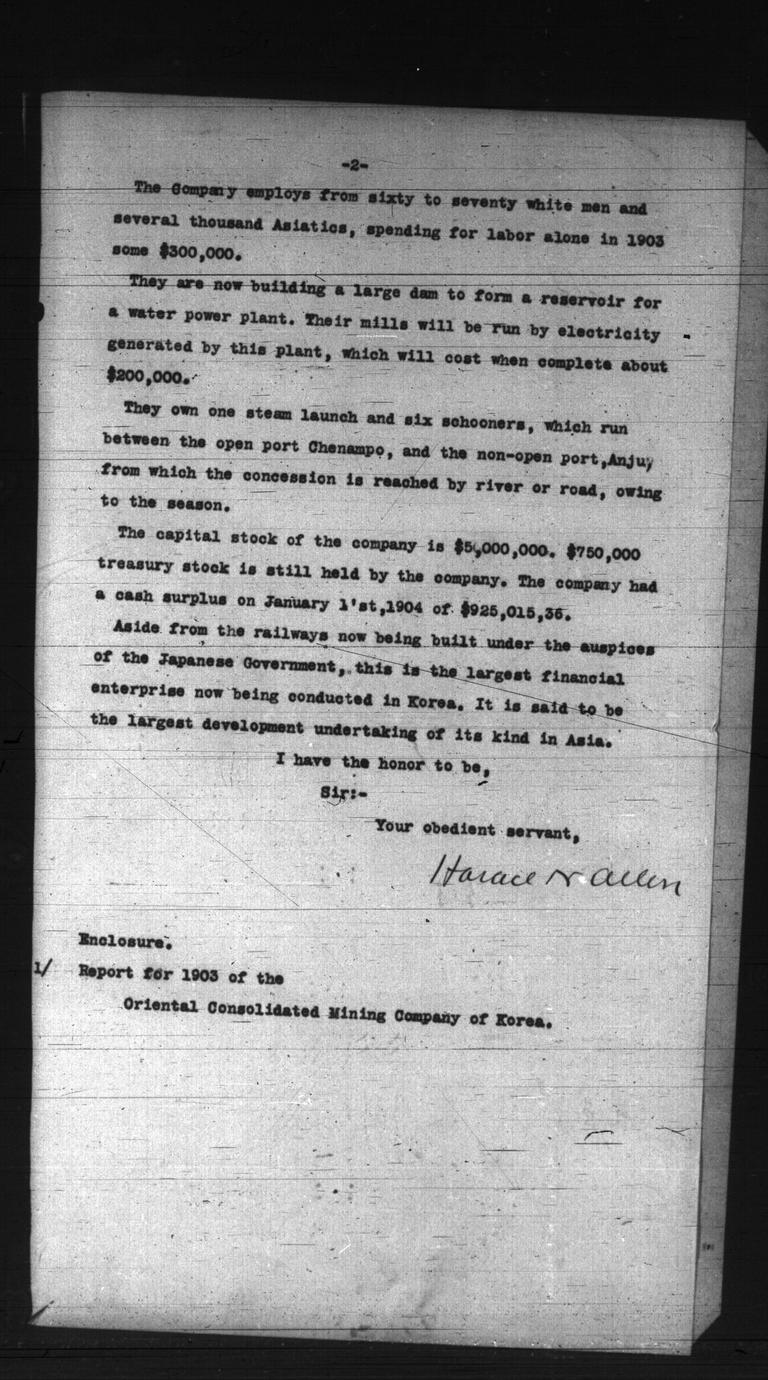 -2-
The Company employs from sixty to seventy white men and
several thousand Asiatics, spending for labor alone in 1903
some $300,000.
They are now building a large dam to form a reservoir for
a water power plant. Their mills will be run by electricity
generated by this plant, which will cost when complete about
$200,000.
They own one steam launch and six schooners, which run
between the open port Chenampo, and the non-open port,Anju,
from which the concession is reached by river or road, owing
to the season.
The capital stock of the company is $5,000,000. $750,000
treasury stock is still held by the company. The company had
a cash surplus on January 1'st,1904 of $925,015,36.
Aside from the railways now being built under the auspices
of the Japanese Government, this is the largest financial
enterprise now being conducted in Korea. It is said to be
the largest development undertaking of its kind in Asia.
I have the honor to be,
Sir:-
Your obedient servant,
Horace N Allen
Enclosure.
1/ Report for 1903 of the
Oriental Consolidated Mining Company of Korea.